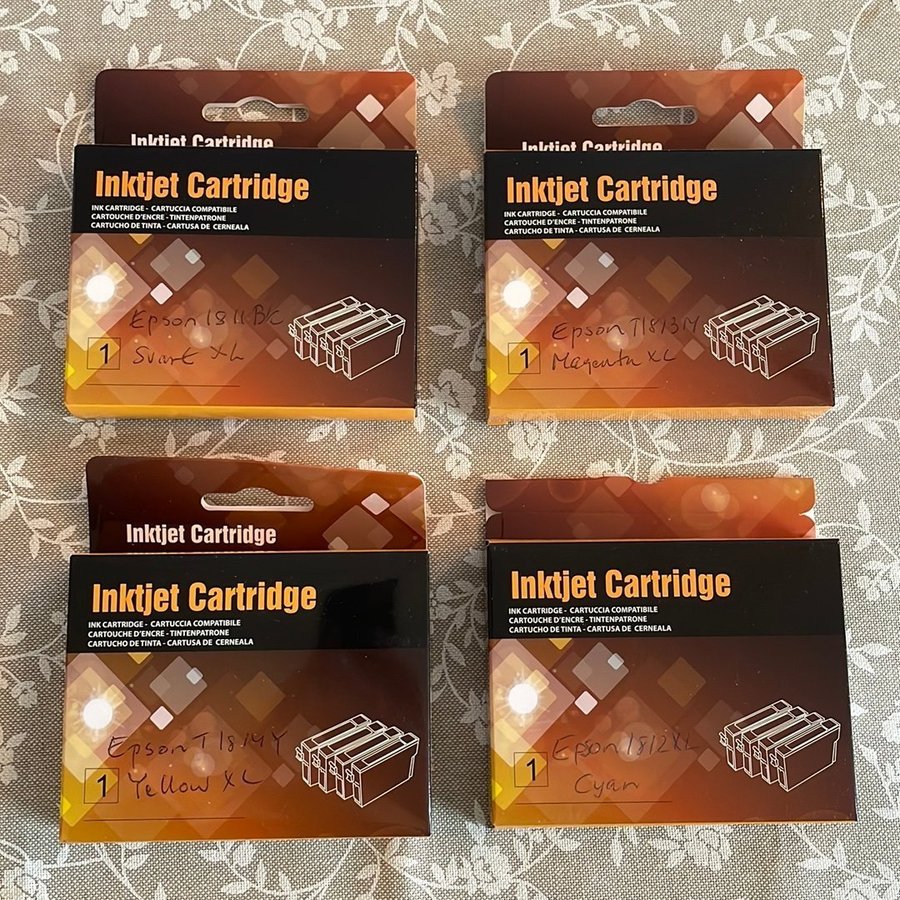 Inktjet Cartridge
Inktjet Cartridge
INK CARTRIDGE - CARTUCCIA COMPATIBILE
CARTOUCHE D'ENCRE - TINTENPATRONE
CARTUCHO DE TINTA - CARTUSA DE CERNEALA
Epson 1811BK
1 Svart XL
Inktjet Cartridge
Inktjet Cartridge
INK CARTRIDGE - CARTUCCIA COMPATIBILE
CARTOUCHE D'ENCRE - TINTENPATRONE
CARTUCHO DE TINTA - CARTUSA DE CERNEALA
Epson T1813M
1 Magenta XL
Inktjet Cartridge
Inktjet Cartridge
INK CARTRIDGE - CARTUCCIA COMPATIBILE
CARTOUCHE D'ENCRE - TINTENPATRONE
CARTUCHO DE TINTA - CARTUSA DE CERNEALA
Epson T1814Y
1 Yellow XL
Inktjet Cartridge
INK CARTRIDGE - CARTUCCIA COMPATIBILE
CARTOUCHE D'ENCRE - TINTENPATRONE
CARTUCHO DE TINTA - CARTUSA DE CERNEALA
Epson 1812XL
1 Cyan